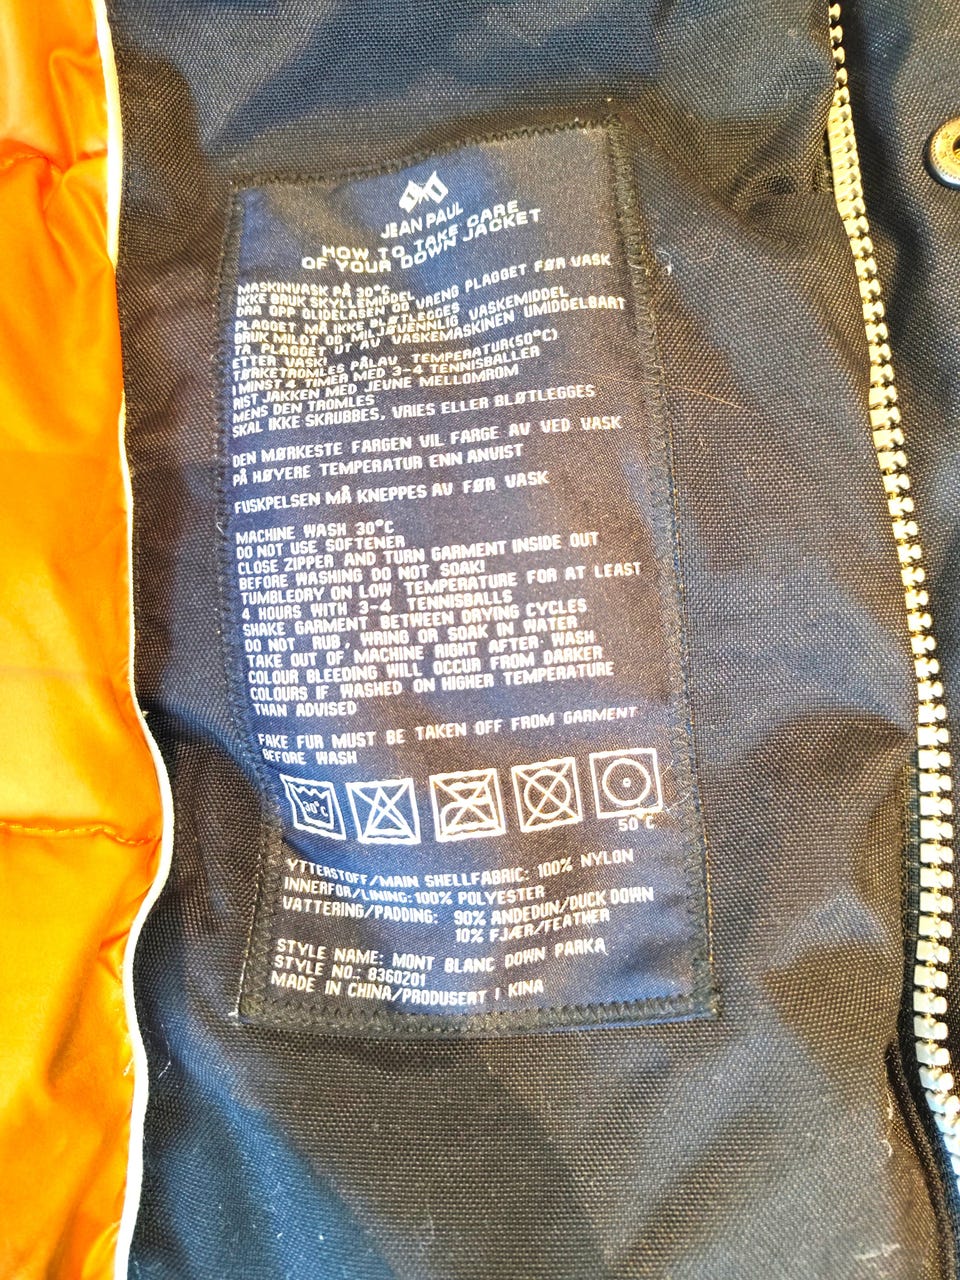 JEAN PAUL
HOW TO TAKE CARE
OF YOUR DOWN JACKET
MASKINVASK PÅ 30°C
IKKE BRUK SKYLLEMIDDEL
DRA OPP GLIDELASEN OG VRENG PLAGGET FØR VASK
PLAGGET MÅ IKKE BLØTLEGGES
BRUK MILDT OG MILJØVENNLIG VASKEMIDDEL
TA PLAGGET UT AV VASKEMASKINEN UMIDDELBART
ETTER VASK!
TØRKETROMLES PÅLAV TEMPERATUR(50°C)
I MINST 4 TIMER MED 3-4 TENNISBALLER
RIST JAKKEN MED JEVNE MELLOMROM
MENS DEN TROMLES
SKAL IKKE SKRUBBES, VRIES ELLER BLØTLEGGES
DEN MØRKESTE FARGEN VIL FARGE AV VED VASK
PÅ HØYERE TEMPERATUR ENN ANVIST
FUSKPELSEN MÅ KNEPPES AV FØR VASK
MACHINE WASH 30°C
DO NOT USE SOFTENER
CLOSE ZIPPER AND TURN GARMENT INSIDE OUT
BEFORE WASHING DO NOT SOAK!
TUMBLEDRY ON LOW TEMPERATURE FOR AT LEAST
4 HOURS WITH 3-4 TENNISBALLS
SHAKE GARMENT BETWEEN DRYING CYCLES
DO NOT RUB, WRING OR SOAK IN WATER
TAKE OUT OF MACHINE RIGHT AFTER WASH
COLOUR BLEEDING WILL OCCUR FROM DARKER
COLOURS IF WASHED ON HIGHER TEMPERATURE
THAN ADVISED
FAKE FUR MUST BE TAKEN OFF FROM GARMENT
BEFORE WASH
30°C
50°C
YTTERSTOFF/MAIN SHELLFABRIC: 100% NYLON
INNERFOR/LINING: 100% POLYESTER
VATTERING/PADDING: 90% ANDEDUN/DUCK DOWN
10% FJÆR/FEATHER
STYLE NAME: MONT BLANC DOWN PARKA
STYLE NO.: 8360201
MADE IN CHINA/PRODUSERT I KINA